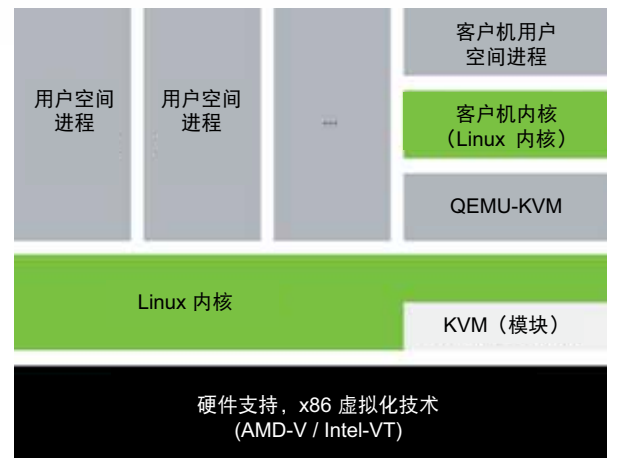 用户空间
进程
用户空间
进程
...
客户机用户
空间进程
客户机内核
（Linux 内核）
QEMU-KVM
Linux 内核
KVM（模块）
硬件支持，x86 虚拟化技术
(AMD-V / Intel-VT)